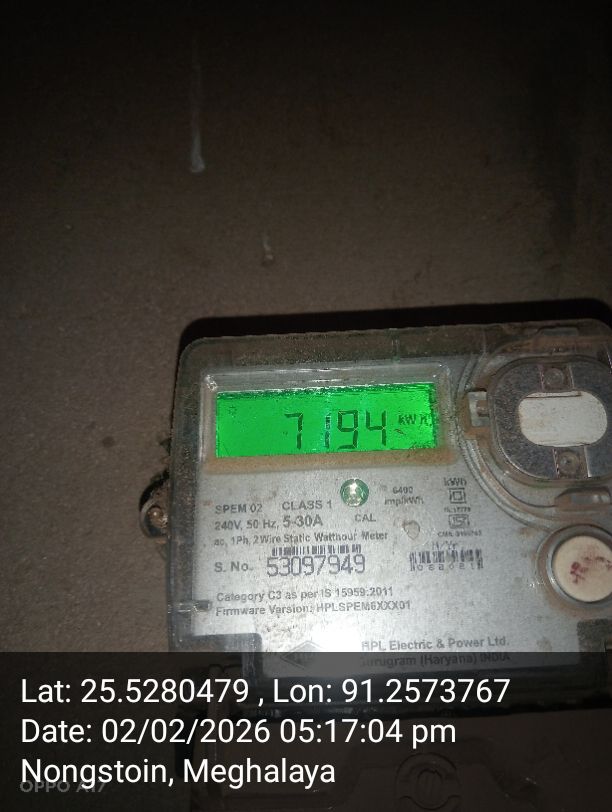 7194 kWh
SPEM 02 CLASS 1 6400 imp/kWh kWh
240V, 50 Hz, 5-30A CAL
ac, 1Ph, 2Wire Static Watthour Meter
S. No. 53097949
Category C3 as per IS 15959:2011
Firmware Version: HPLSPEM6XXX01
HPL Electric & Power Ltd.
Gurugram (Haryana) INDIA
Lat: 25.5280479 , Lon: 91.2573767
Date: 02/02/2026 05:17:04 pm
Nongstoin, Meghalaya
OPPO